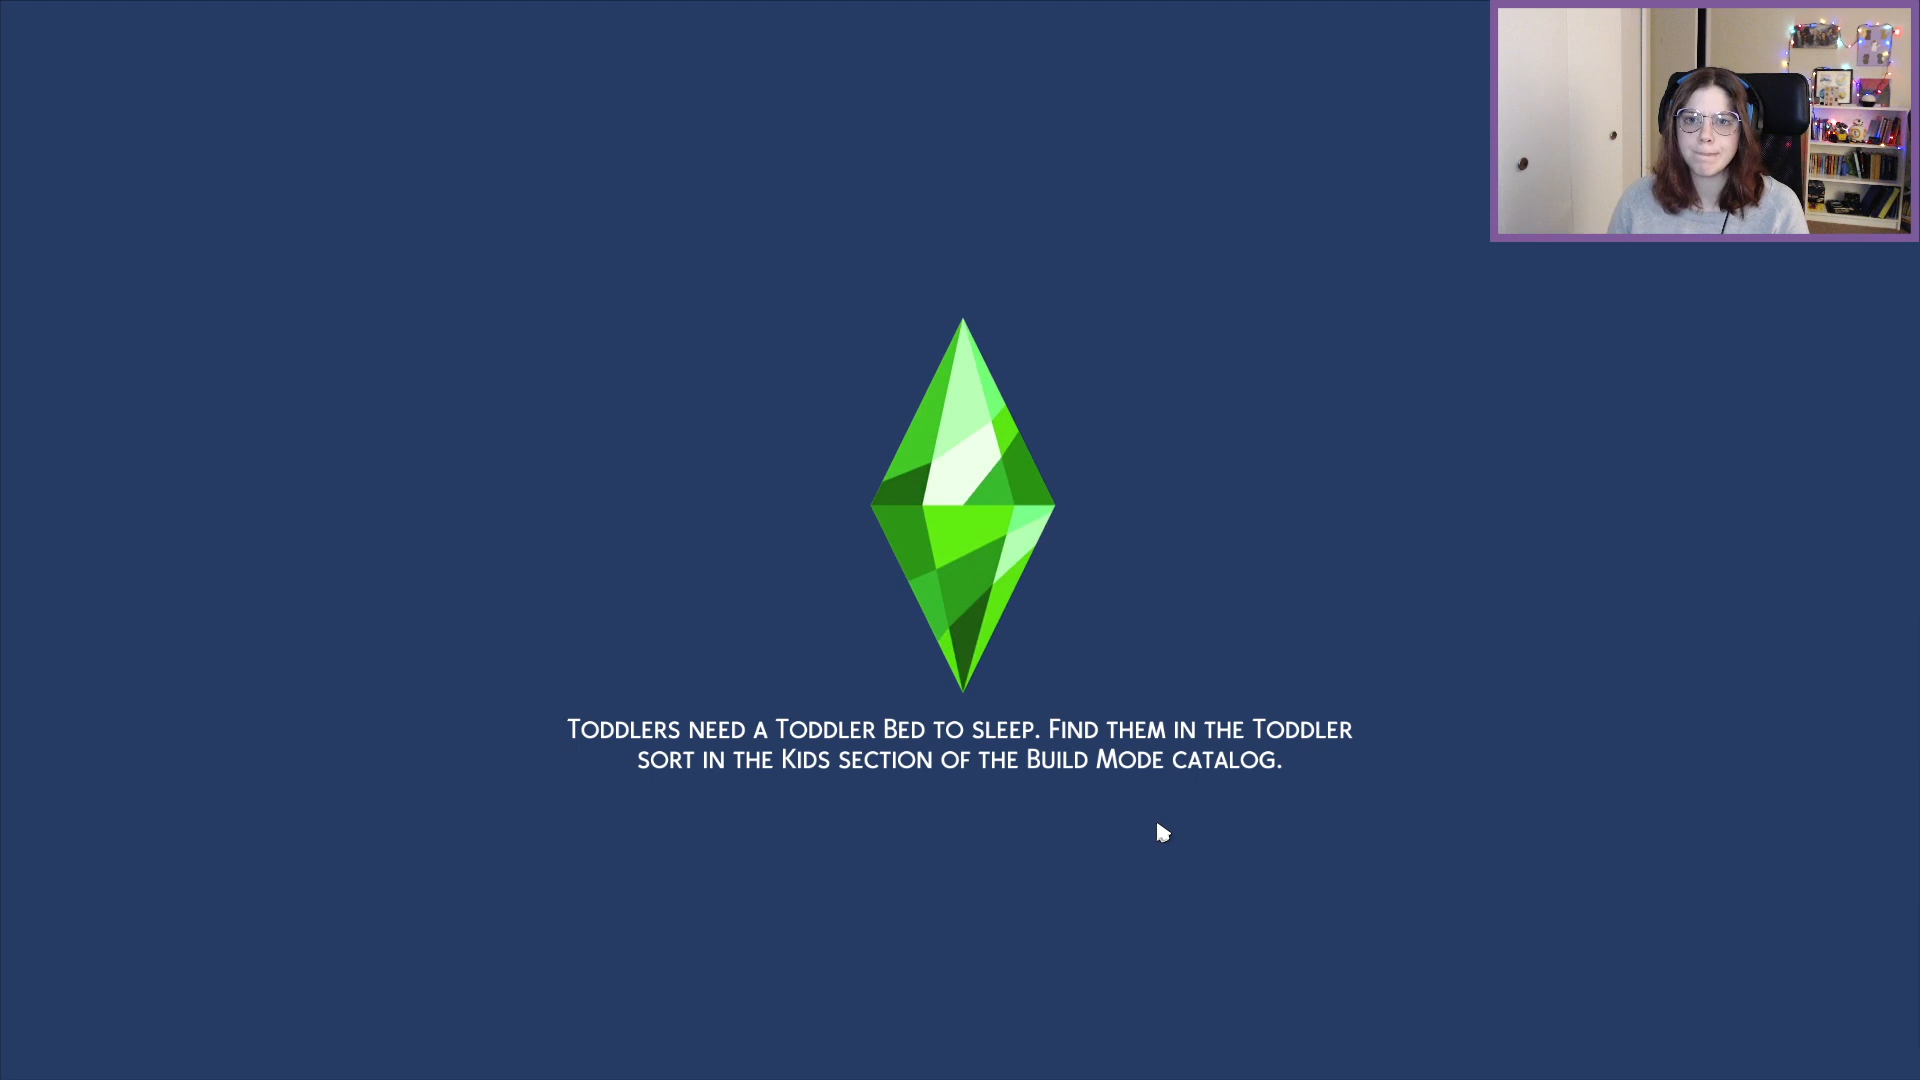 Toddlers need a Toddler Bed to sleep. Find them in the Toddler
sort in the Kids section of the Build Mode catalog.